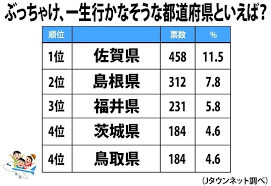 ぶっちゃけ、一生行かなそうな都道府県といえば?
順位 票数 %
1位 佐賀県 458 11.5
2位 島根県 312 7.8
3位 福井県 231 5.8
4位 茨城県 184 4.6
4位 鳥取県 184 4.6
(Jタウンネット調べ)